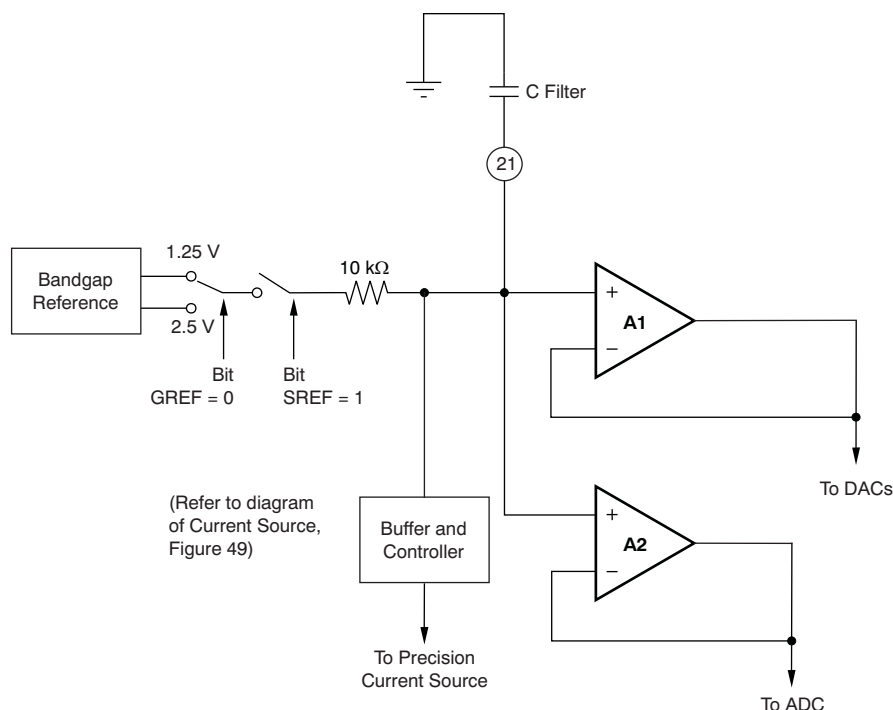 C Filter
21
1.25 V
Bandgap
Reference
2.5 V
10 kΩ
Bit
GREF = 0
Bit
SREF = 1
+
A1
−
To DACs
(Refer to diagram
of Current Source,
Figure 49)
Buffer and
Controller
+
A2
−
To Precision
Current Source
To ADC